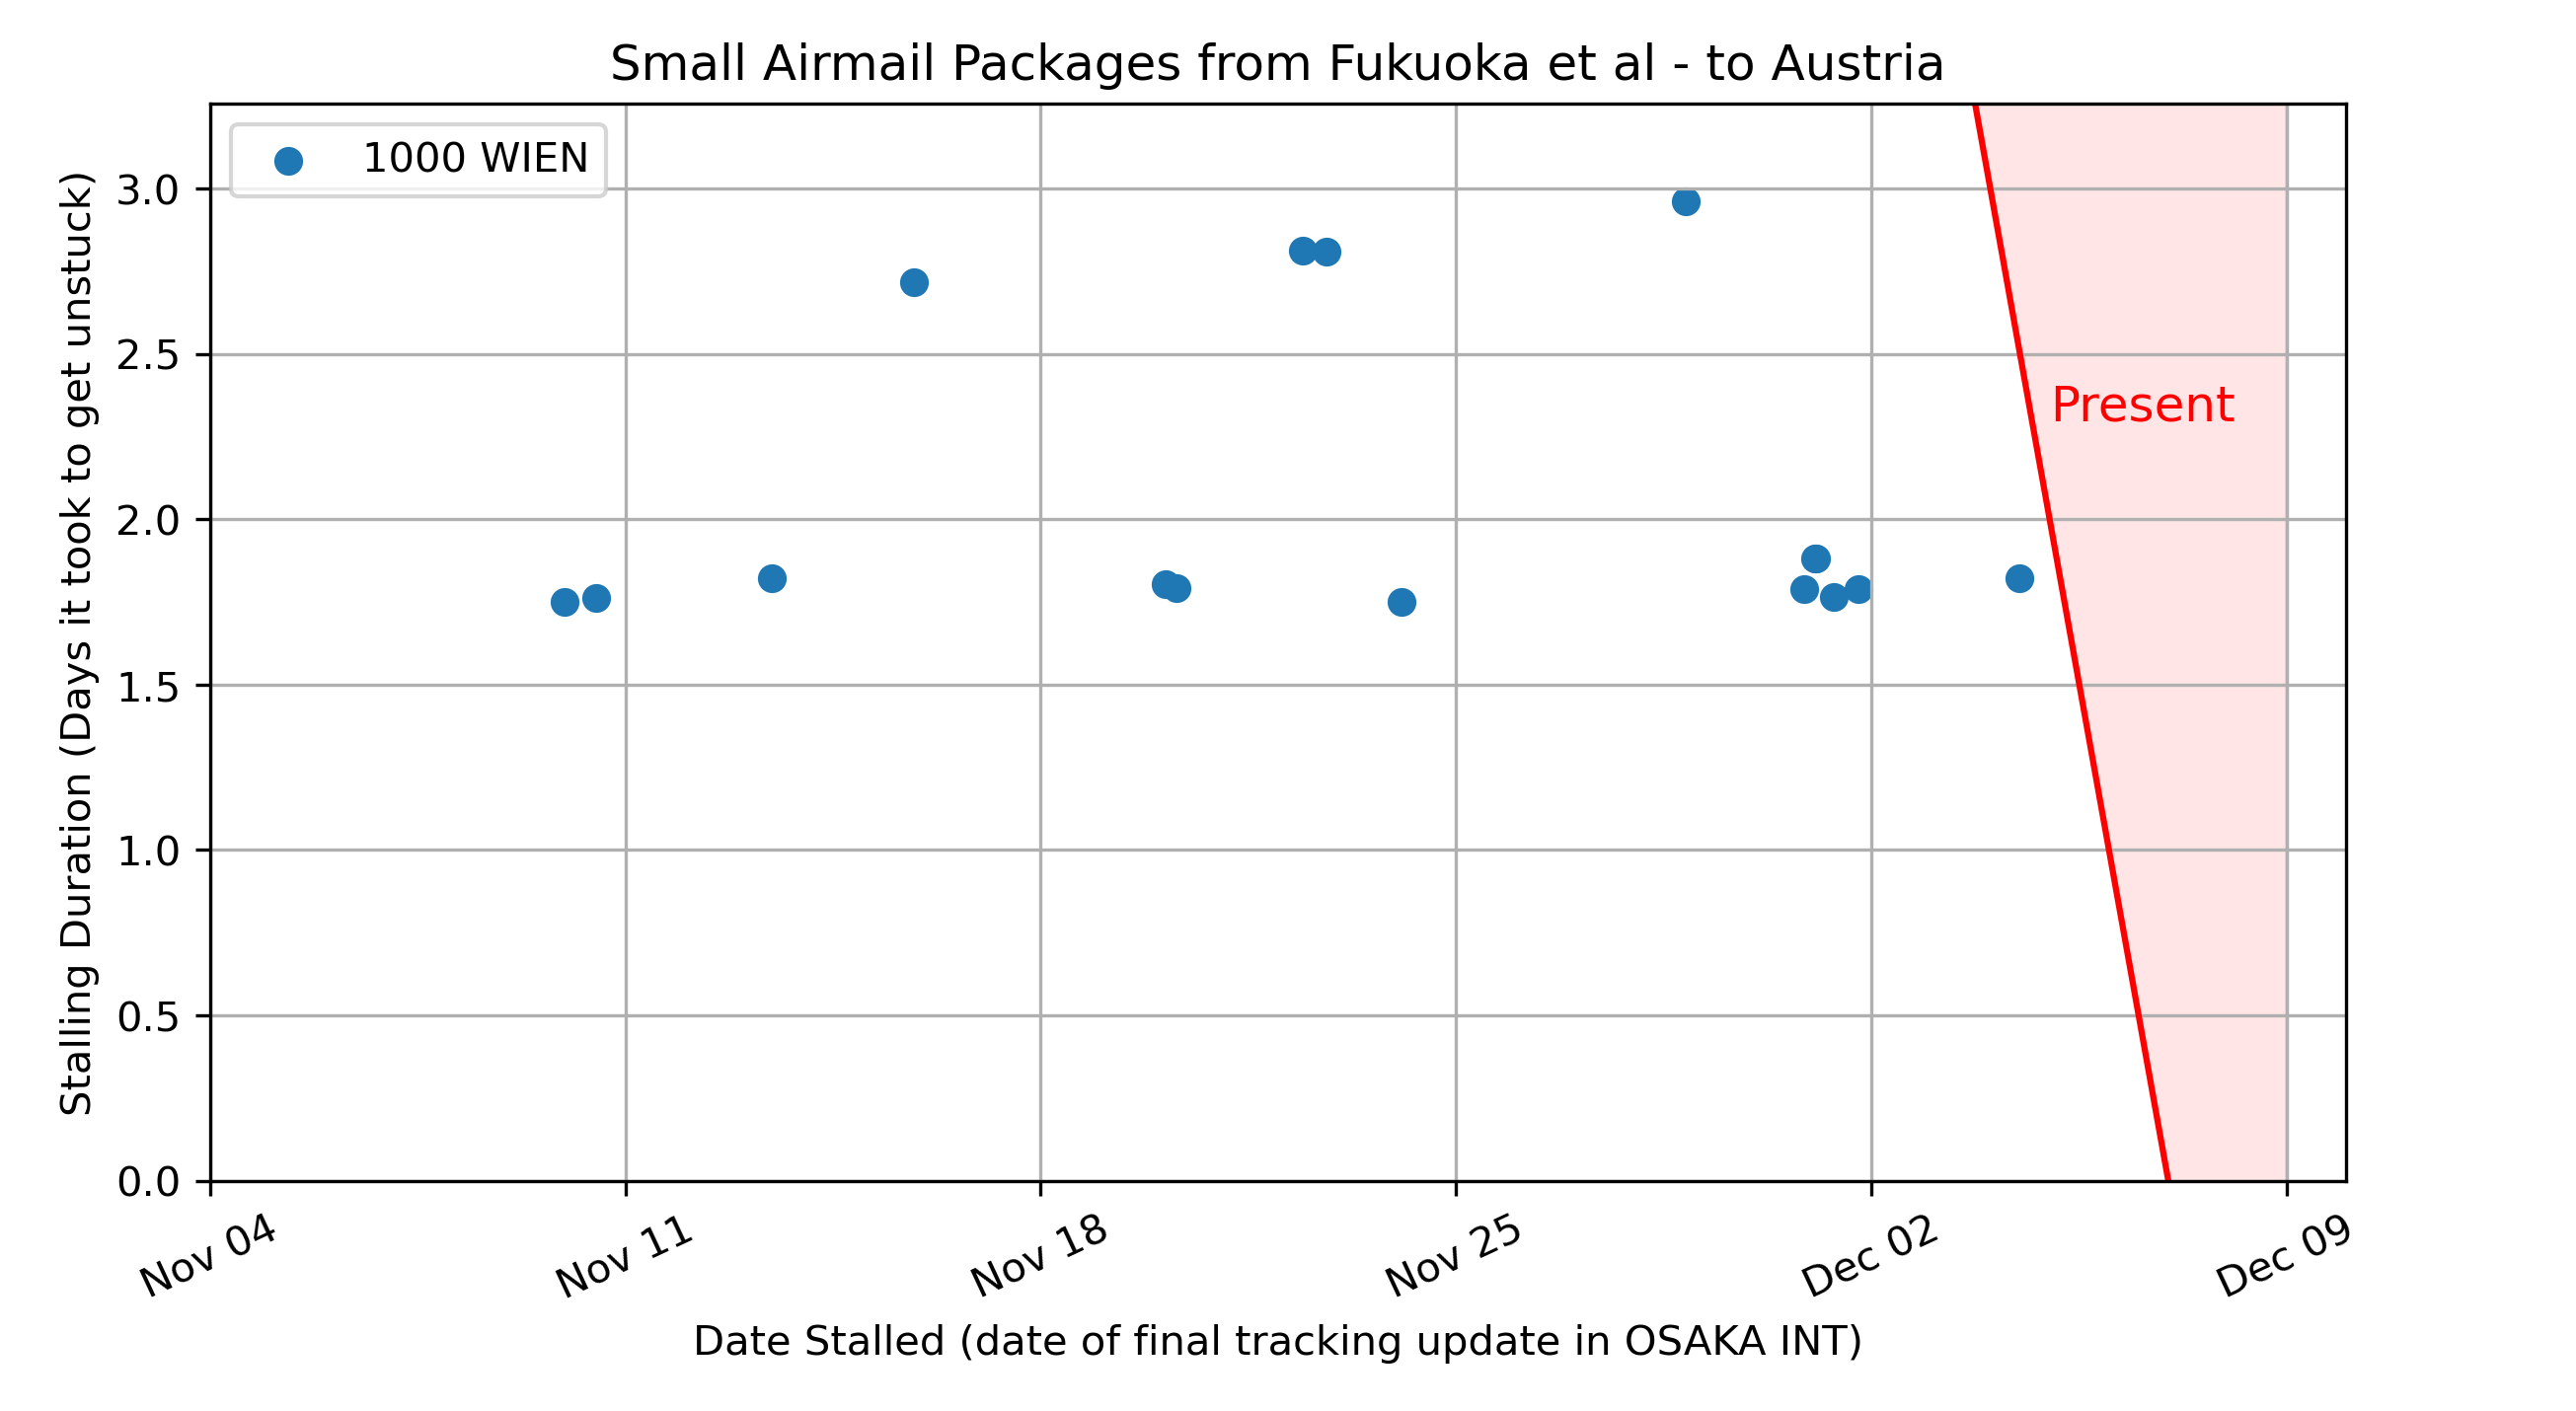 Small Airmail Packages from Fukuoka et al - to Austria
1000 WIEN
Stalling Duration (Days it took to get unstuck)
3.0
2.5
2.0
1.5
1.0
0.5
0.0
Present
Nov 04
Nov 11
Nov 18
Nov 25
Dec 02
Dec 09
Date Stalled (date of final tracking update in OSAKA INT)